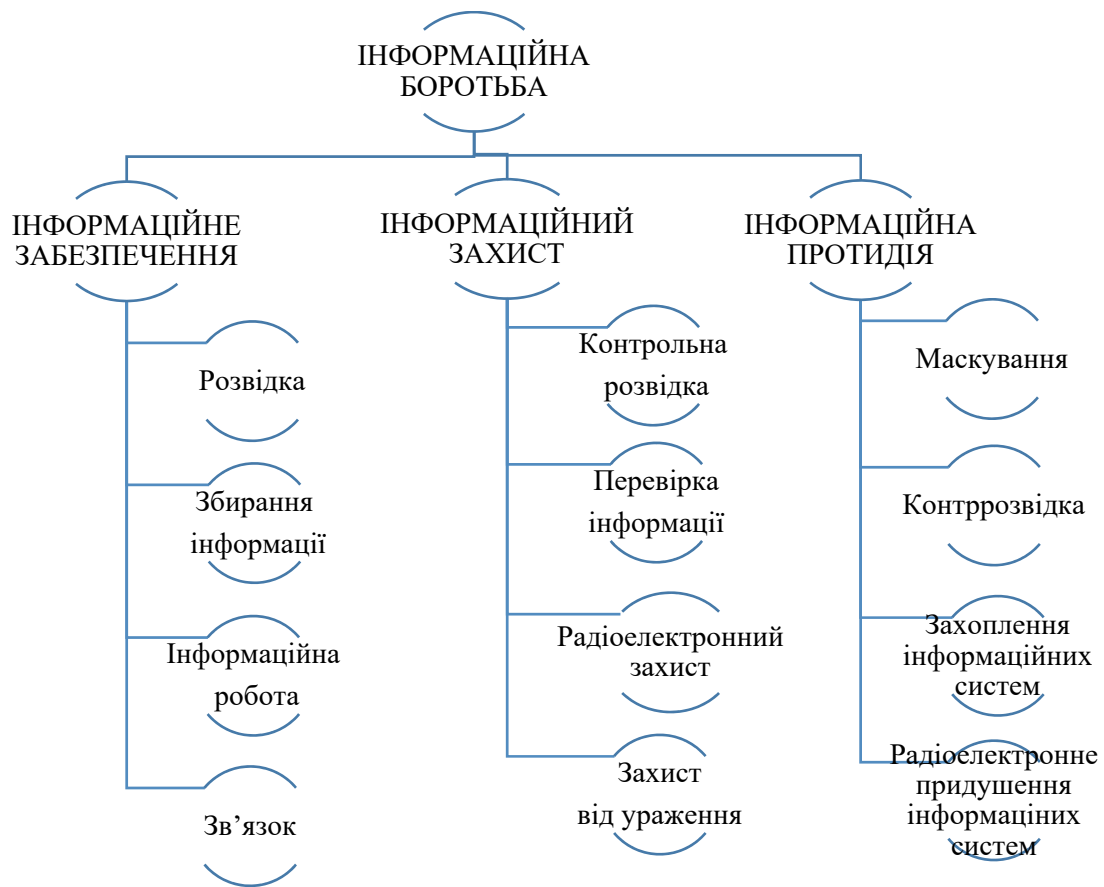 ІНФОРМАЦІЙНА
БОРОТЬБА
ІНФОРМАЦІЙНЕ
ЗАБЕЗПЕЧЕННЯ
Розвідка
Збирання
інформації
Інформаційна
робота
Зв’язок
ІНФОРМАЦІЙНИЙ
ЗАХИСТ
Контрольна
розвідка
Перевірка
інформації
Радіоелектронний
захист
Захист
від ураження
ІНФОРМАЦІЙНА
ПРОТИДІЯ
Маскування
Контррозвідка
Захоплення
інформаційних
систем
Радіоелектронне
придушення
інформаціних
систем